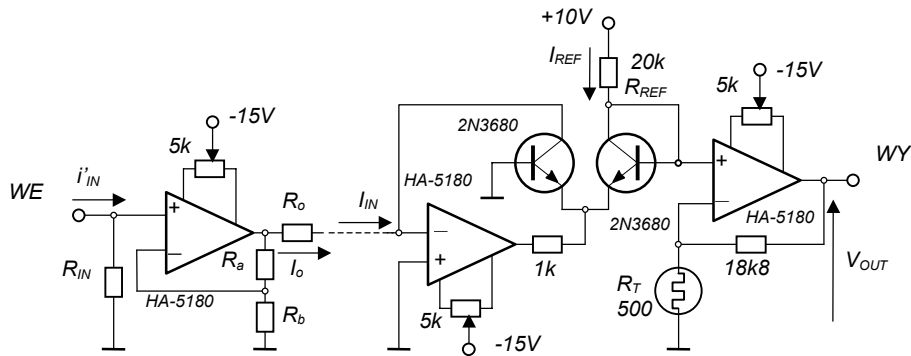 +10V
I_REF
20k
R_REF
5k
-15V
2N3680
-15V
5k
WE
i'_IN
HA-5180
I_IN
+
−
R_o
+
−
HA-5180
WY
2N3680
−
+
R_IN
R_a
I_o
HA-5180
1k
18k8
V_OUT
R_T
500
R_b
5k
-15V